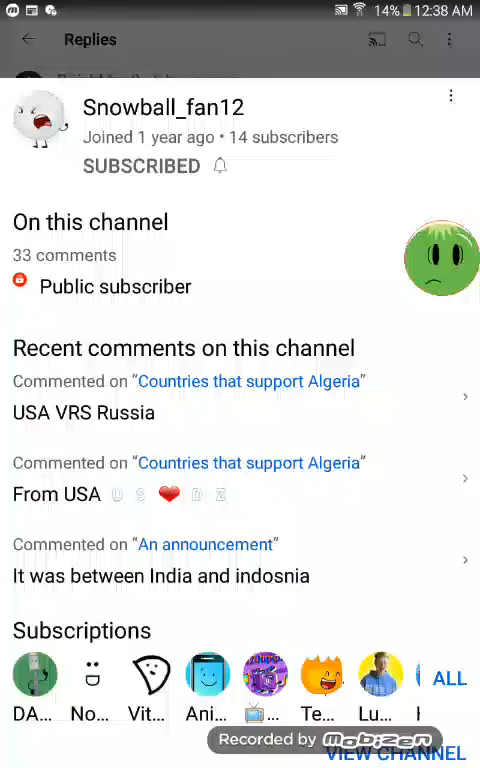 14% 12:38 AM
Replies
Snowball_fan12
Joined 1 year ago • 14 subscribers
SUBSCRIBED
On this channel
33 comments
Public subscriber
Recent comments on this channel
Commented on “Countries that support Algeria”
USA VRS Russia
Commented on “Countries that support Algeria”
From USA 🇺 🇸 ❤️ 🇩 🇿
Commented on “An announcement”
It was between India and indosnia
Subscriptions
ALL
DA... No... Vit... Ani... 📺... Te... Lu...
Recorded by Mobizen
VIEW CHANNEL